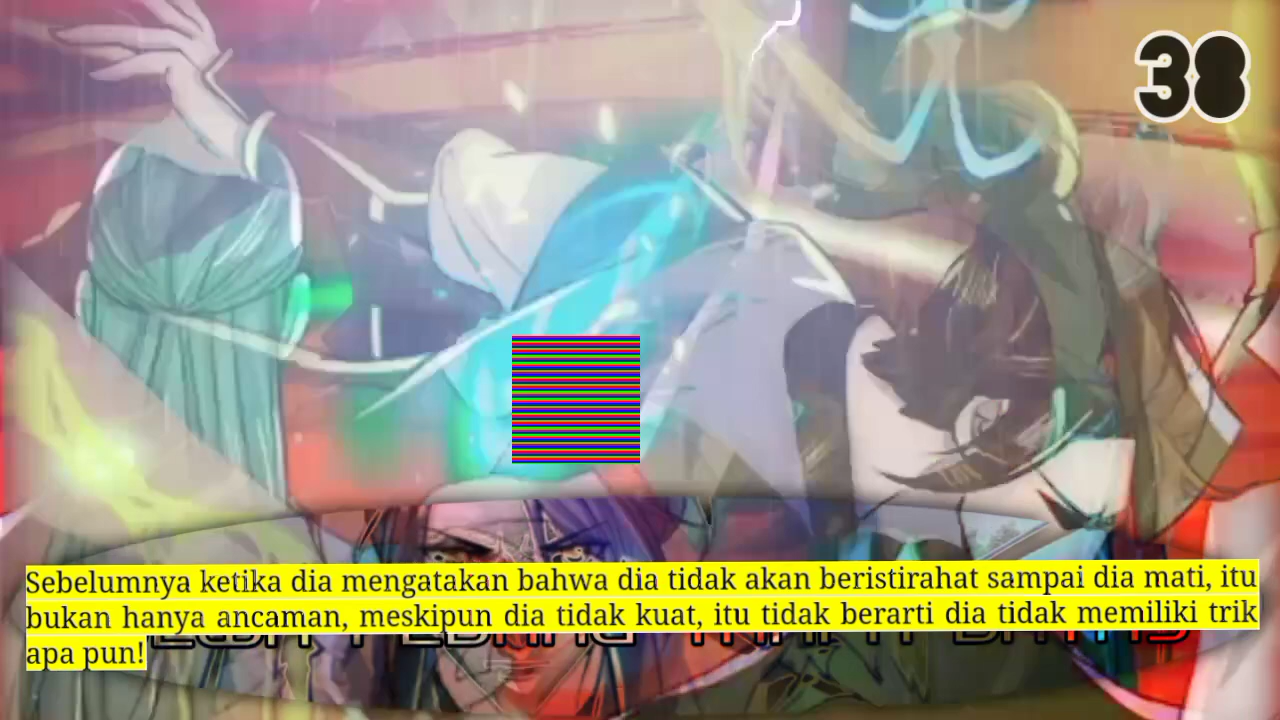 38
Sebelumnya ketika dia mengatakan bahwa dia tidak akan beristirahat sampai dia mati, itu
bukan hanya ancaman, meskipun dia tidak kuat, itu tidak berarti dia tidak memiliki trik
apa pun!